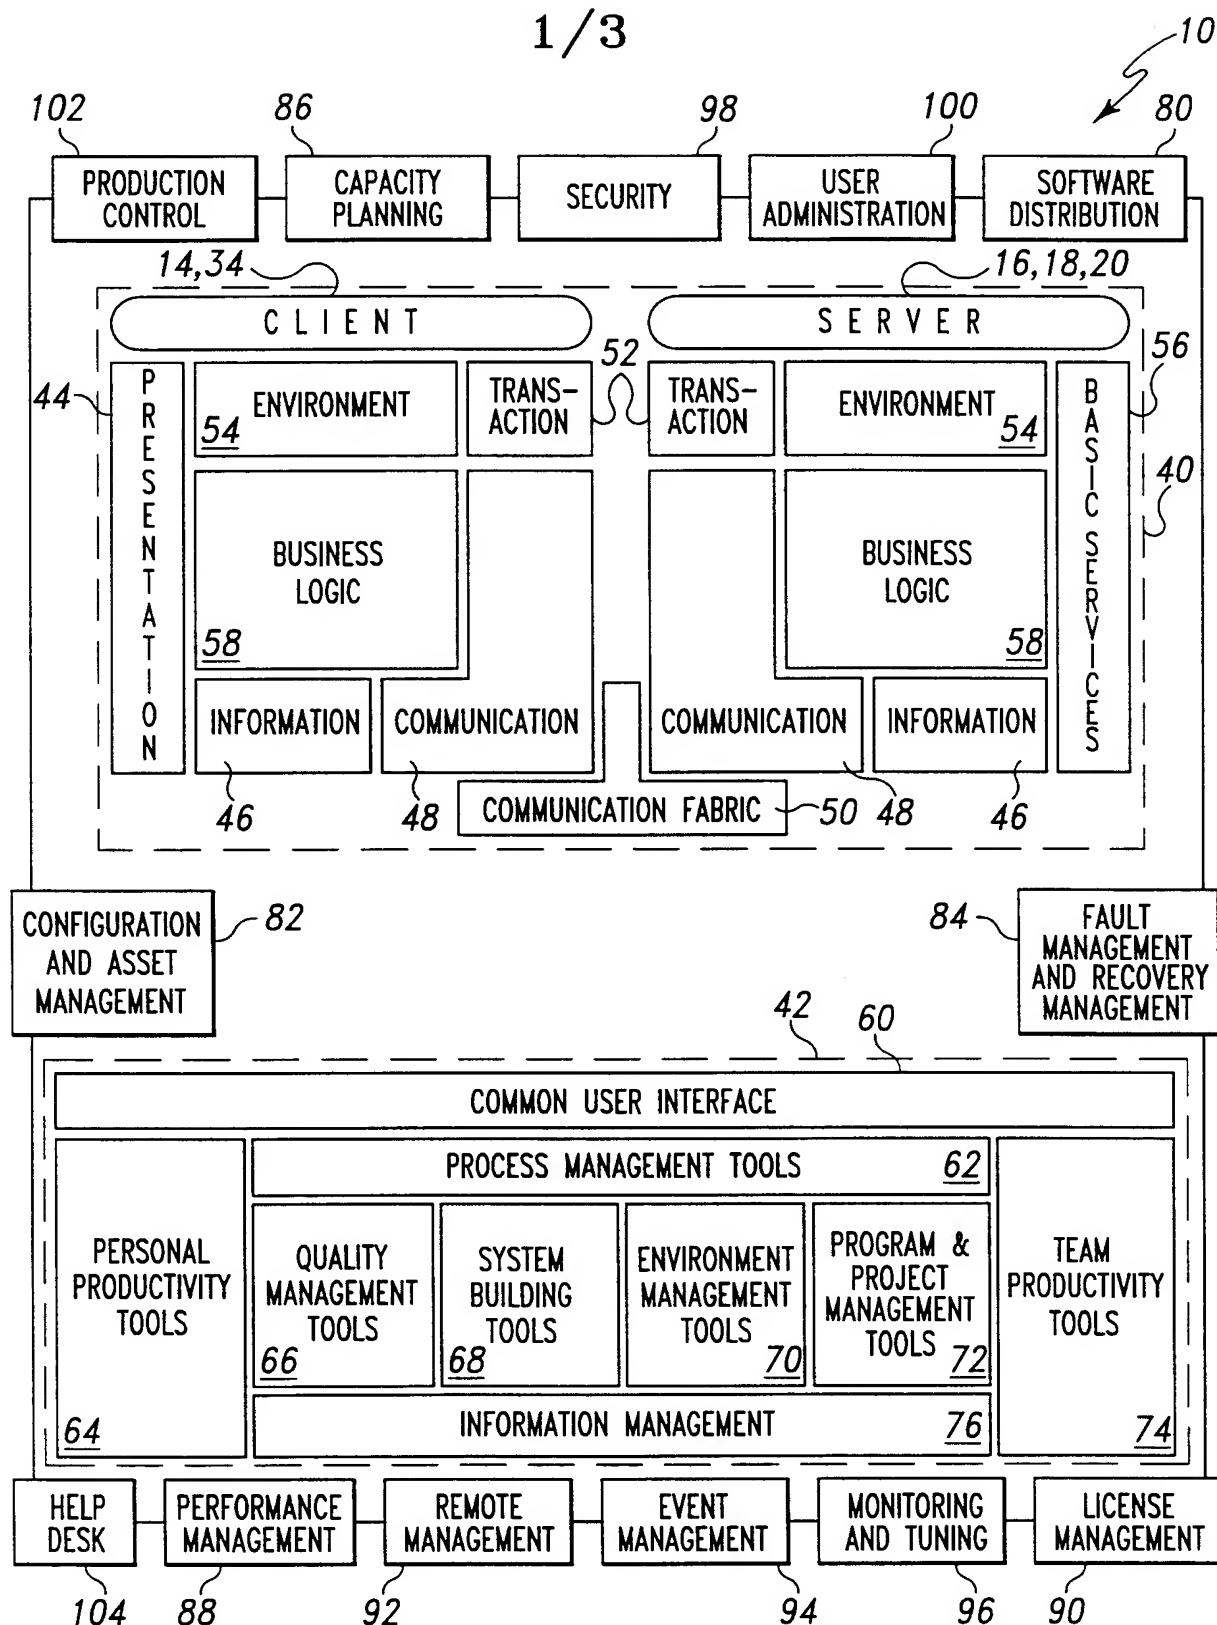 1/3
10
102
86
98
100
80
PRODUCTION
CONTROL
CAPACITY
PLANNING
SECURITY
USER
ADMINISTRATION
SOFTWARE
DISTRIBUTION
14,34
16,18,20
CLIENT
SERVER
52
56
44
PRESENTATION
ENVIRONMENT
54
TRANS-
ACTION
TRANS-
ACTION
ENVIRONMENT
54
BASIC SERVICES
40
BUSINESS
LOGIC
58
BUSINESS
LOGIC
58
INFORMATION
COMMUNICATION
COMMUNICATION
INFORMATION
46
48
COMMUNICATION FABRIC
50
48
46
CONFIGURATION
AND ASSET
MANAGEMENT
82
84
FAULT
MANAGEMENT
AND RECOVERY
MANAGEMENT
42
60
COMMON USER INTERFACE
PROCESS MANAGEMENT TOOLS
62
PERSONAL
PRODUCTIVITY
TOOLS
64
QUALITY
MANAGEMENT
TOOLS
66
SYSTEM
BUILDING
TOOLS
68
ENVIRONMENT
MANAGEMENT
TOOLS
70
PROGRAM &
PROJECT
MANAGEMENT
TOOLS
72
TEAM
PRODUCTIVITY
TOOLS
74
INFORMATION MANAGEMENT
76
HELP
DESK
PERFORMANCE
MANAGEMENT
REMOTE
MANAGEMENT
EVENT
MANAGEMENT
MONITORING
AND TUNING
LICENSE
MANAGEMENT
104
88
92
94
96
90